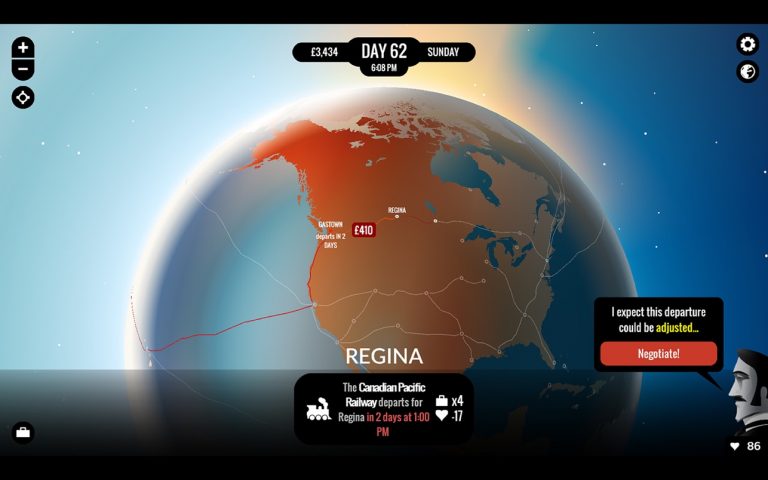 £3,434
DAY 62
SUNDAY
6:08 PM
REGINA
GASTOWN
departs IN 2
DAYS
£410
I expect this departure
could be adjusted...
Negotiate!
REGINA
The Canadian Pacific
Railway departs for
Regina in 2 days at 1:00
PM
x4
-17
86